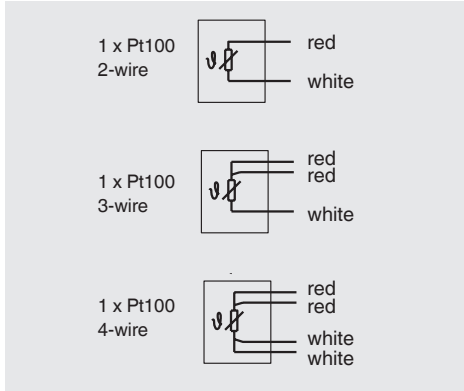 1 x Pt100
2-wire
red
white
1 x Pt100
3-wire
red
red
white
1 x Pt100
4-wire
red
red
white
white